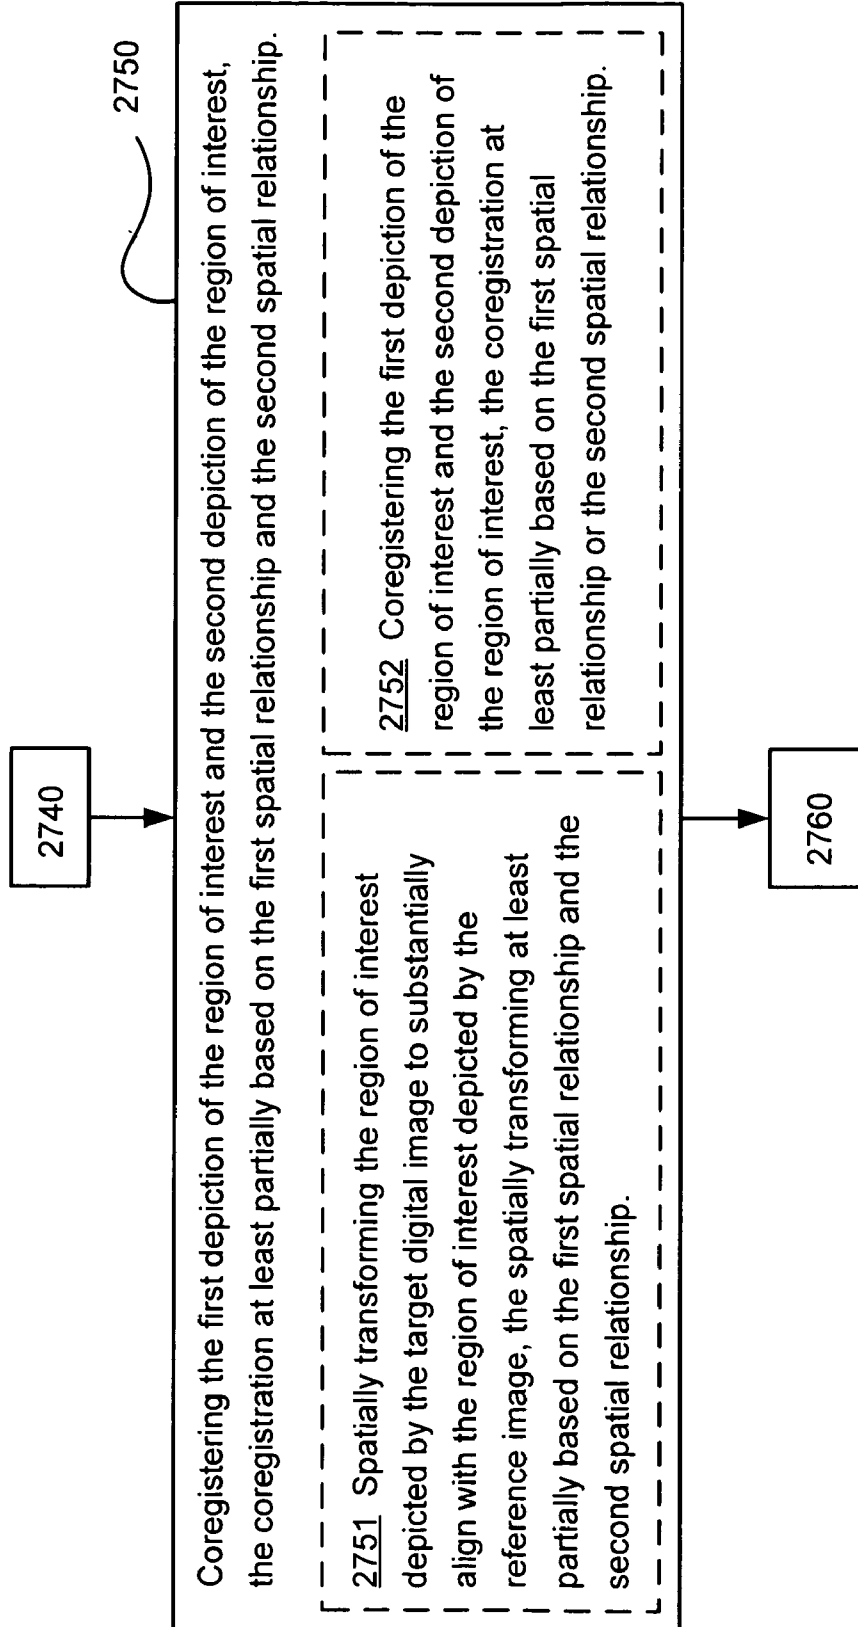 2740
2750
Coregistering the first depiction of the region of interest and the second depiction of the region of interest,
the coregistration at least partially based on the first spatial relationship and the second spatial relationship.
2751 Spatially transforming the region of interest
depicted by the target digital image to substantially
align with the region of interest depicted by the
reference image, the spatially transforming at least
partially based on the first spatial relationship and the
second spatial relationship.
2752 Coregistering the first depiction of the
region of interest and the second depiction of
the region of interest, the coregistration at
least partially based on the first spatial
relationship or the second spatial relationship.
2760